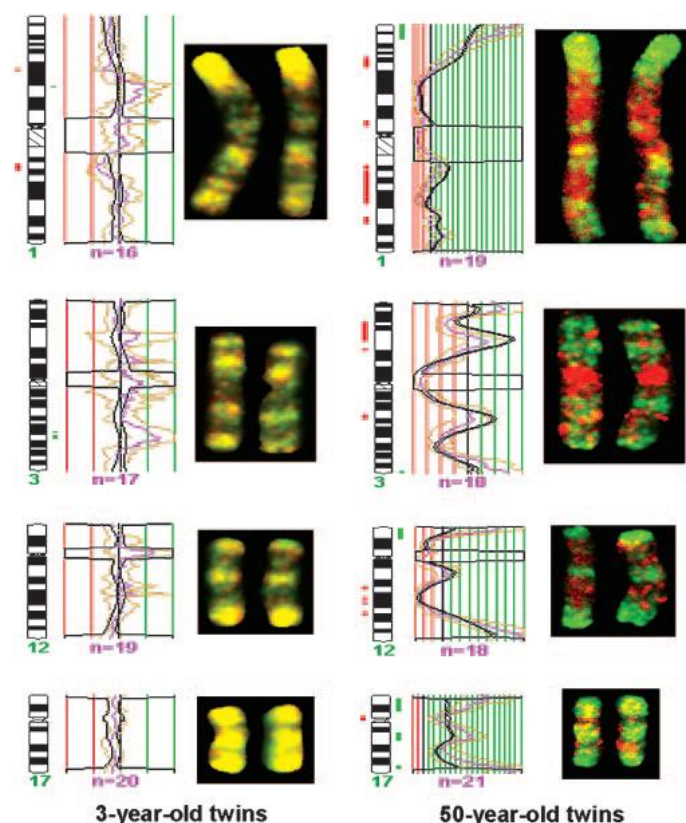 1
n=16
1
n=19
3
n=17
3
n=18
12
n=19
12
n=18
17
n=20
17
n=21
3-year-old twins
50-year-old twins